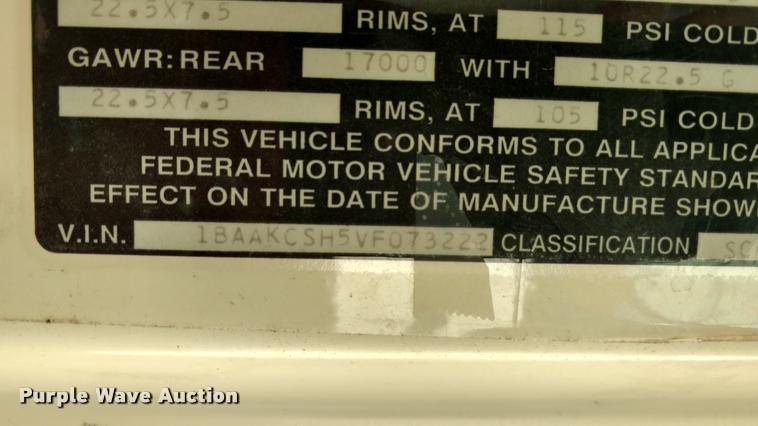 22.5X7.5 RIMS, AT 115 PSI COLD
GAWR: REAR 17000 WITH 10R22.5 G
22.5X7.5 RIMS, AT 105 PSI COLD
THIS VEHICLE CONFORMS TO ALL APPLICA
FEDERAL MOTOR VEHICLE SAFETY STANDAR
EFFECT ON THE DATE OF MANUFACTURE SHOW
V.I.N. 1BAAKCSH5VF073222 CLASSIFICATION SC
Purple Wave Auction